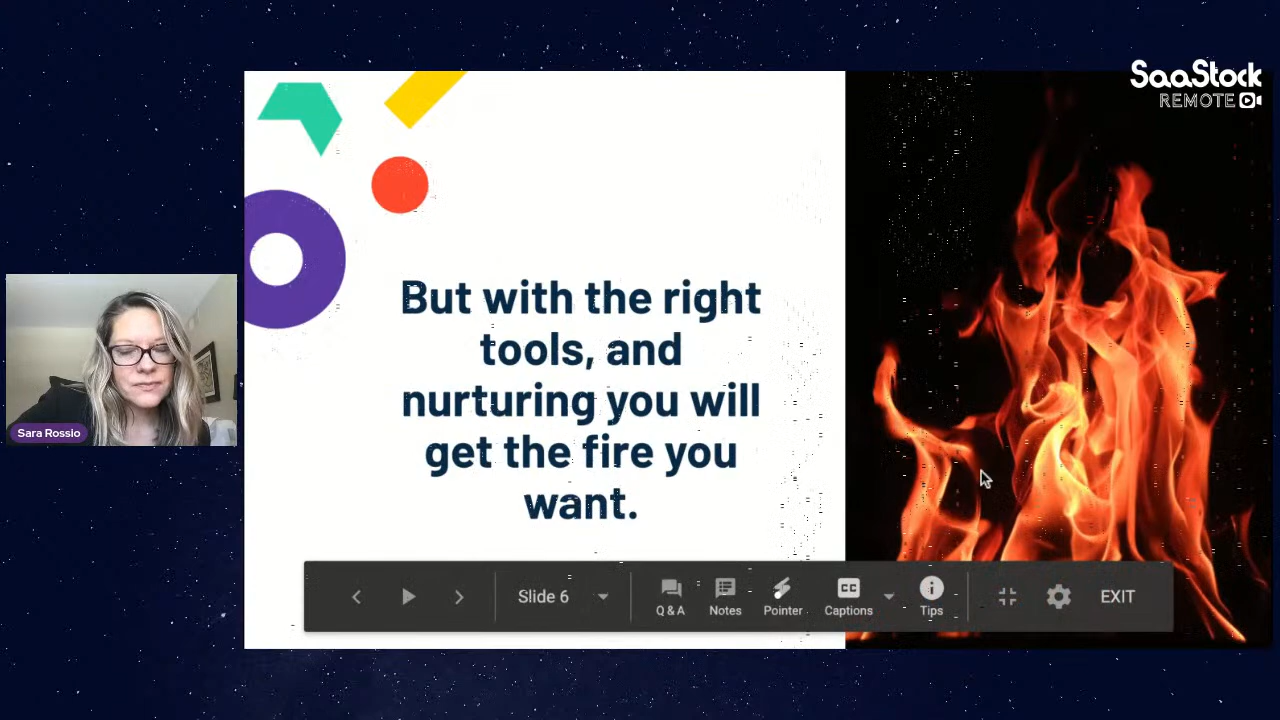 SaaStock
REMOTE
But with the right
tools, and
nurturing you will
get the fire you
want.
Sara Rossio
Slide 6
Q & A
Notes
Pointer
CC
Captions
Tips
EXIT